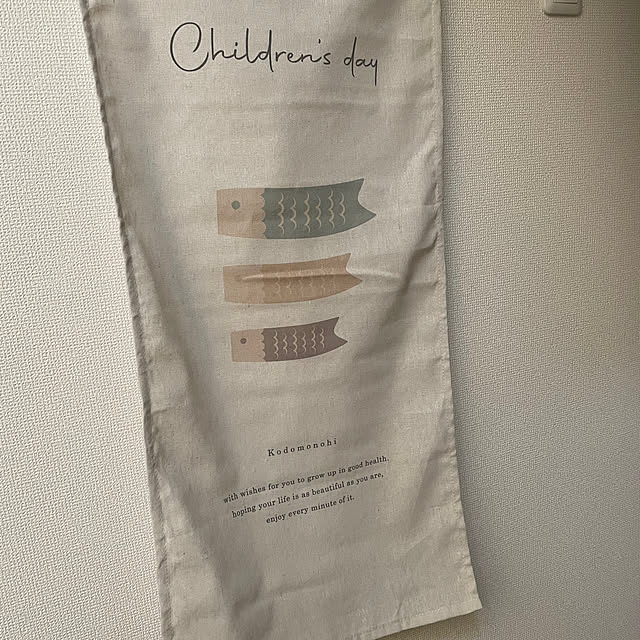 Children's day
Kodomonohi
with wishes for you to grow up in good health.
hoping your life is as beautiful as you are,
enjoy every minute of it.